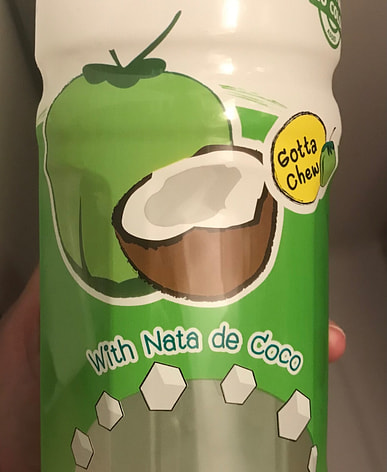 Gotta
Chew
With Nata de Coco